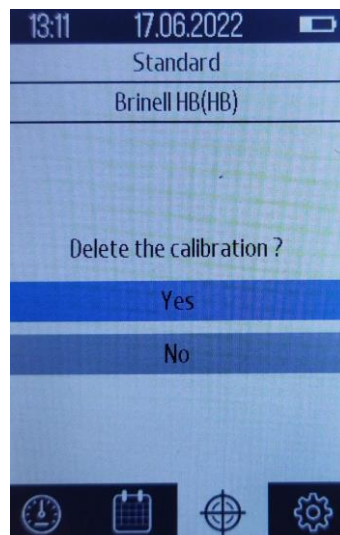 13:11 17.06.2022
Standard
Brinell HB(HB)
Delete the calibration ?
Yes
No